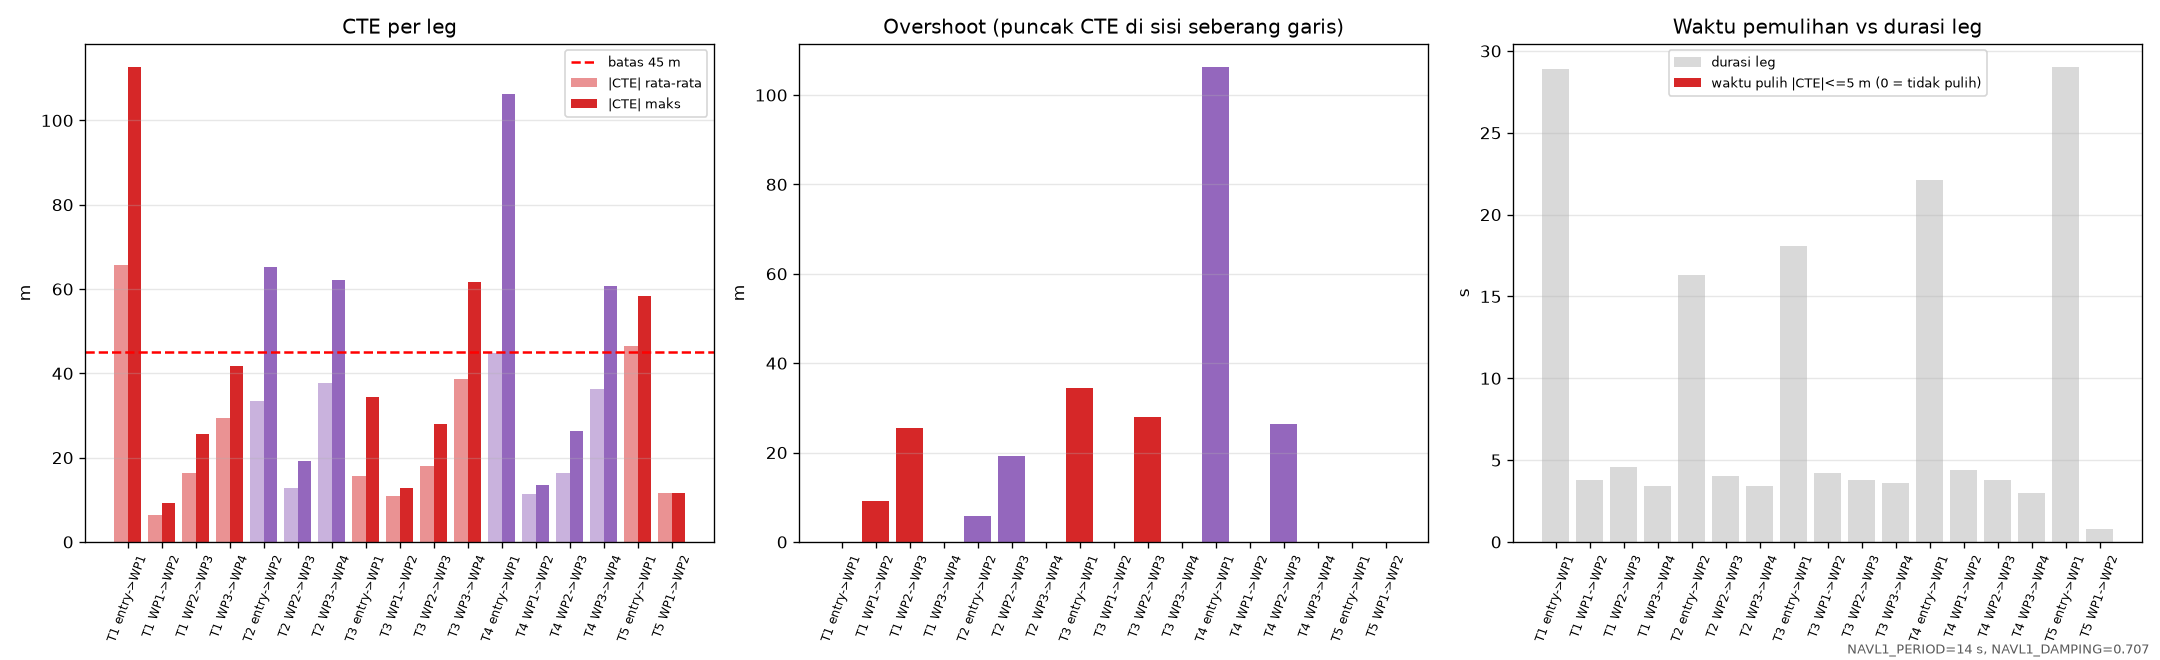 CTE per leg
batas 45 m
|CTE| rata-rata
|CTE| maks
m
100
80
60
40
20
0
T1 entry->WP1
T1 WP1->WP2
T1 WP2->WP3
T1 WP3->WP4
T2 entry->WP2
T2 WP2->WP3
T2 WP3->WP4
T3 entry->WP1
T3 WP1->WP2
T3 WP2->WP3
T3 WP3->WP4
T4 entry->WP1
T4 WP1->WP2
T4 WP2->WP3
T4 WP3->WP4
T5 entry->WP1
T5 WP1->WP2
Overshoot (puncak CTE di sisi seberang garis)
m
100
80
60
40
20
0
T1 entry->WP1
T1 WP1->WP2
T1 WP2->WP3
T1 WP3->WP4
T2 entry->WP2
T2 WP2->WP3
T2 WP3->WP4
T3 entry->WP1
T3 WP1->WP2
T3 WP2->WP3
T3 WP3->WP4
T4 entry->WP1
T4 WP1->WP2
T4 WP2->WP3
T4 WP3->WP4
T5 entry->WP1
T5 WP1->WP2
Waktu pemulihan vs durasi leg
durasi leg
waktu pulih |CTE|<=5 m (0 = tidak pulih)
s
30
25
20
15
10
5
0
T1 entry->WP1
T1 WP1->WP2
T1 WP2->WP3
T1 WP3->WP4
T2 entry->WP2
T2 WP2->WP3
T2 WP3->WP4
T3 entry->WP1
T3 WP1->WP2
T3 WP2->WP3
T3 WP3->WP4
T4 entry->WP1
T4 WP1->WP2
T4 WP2->WP3
T4 WP3->WP4
T5 entry->WP1
T5 WP1->WP2
NAVL1_PERIOD=14 s, NAVL1_DAMPING=0.707